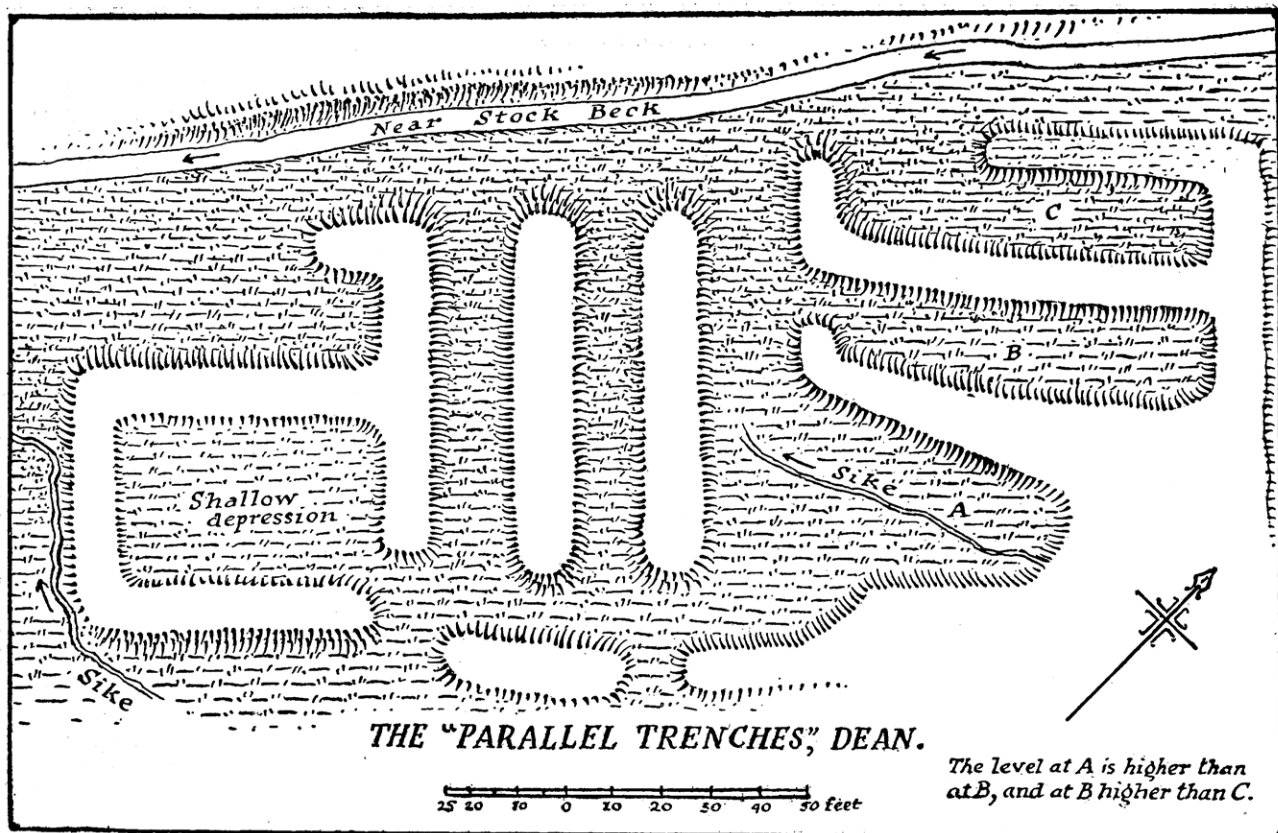 Near Stock Beck
C
B
Sike
A
Shallow
depression
Sike
THE "PARALLEL TRENCHES", DEAN.
25 20 10 0 10 20 30 40 50 feet
The level at A is higher than
at B, and at B higher than C.